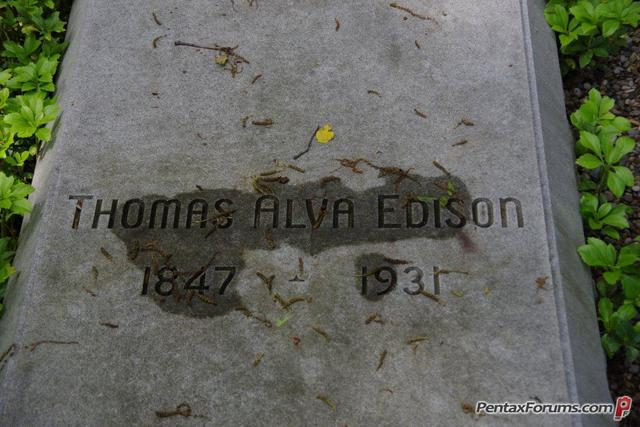 THOMAS ALVA EDISON
1847 - 1931
PentaxForums.com